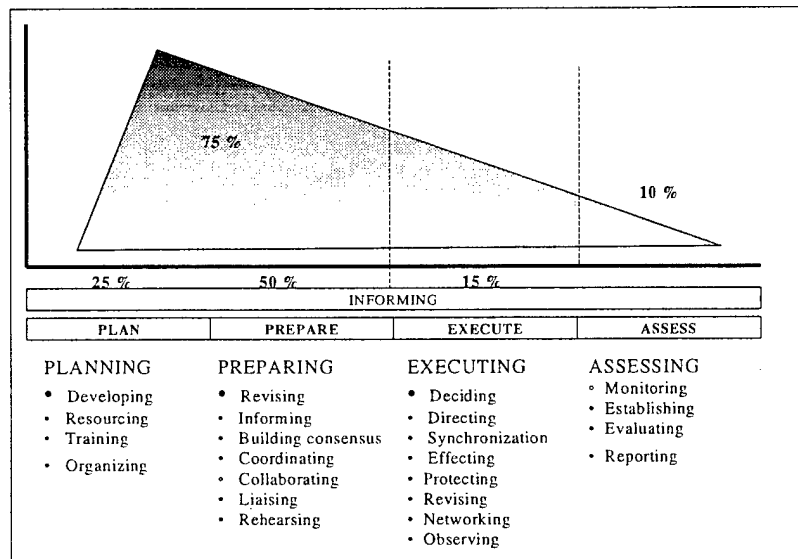 75 %
10 %
25 % 50 % 15 %
INFORMING
PLAN PREPARE EXECUTE ASSESS
PLANNING
• Developing
• Resourcing
• Training
• Organizing
PREPARING
• Revising
• Informing
• Building consensus
• Coordinating
• Collaborating
• Liaising
• Rehearsing
EXECUTING
• Deciding
• Directing
• Synchronization
• Effecting
• Protecting
• Revising
• Networking
• Observing
ASSESSING
• Monitoring
• Establishing
• Evaluating
• Reporting